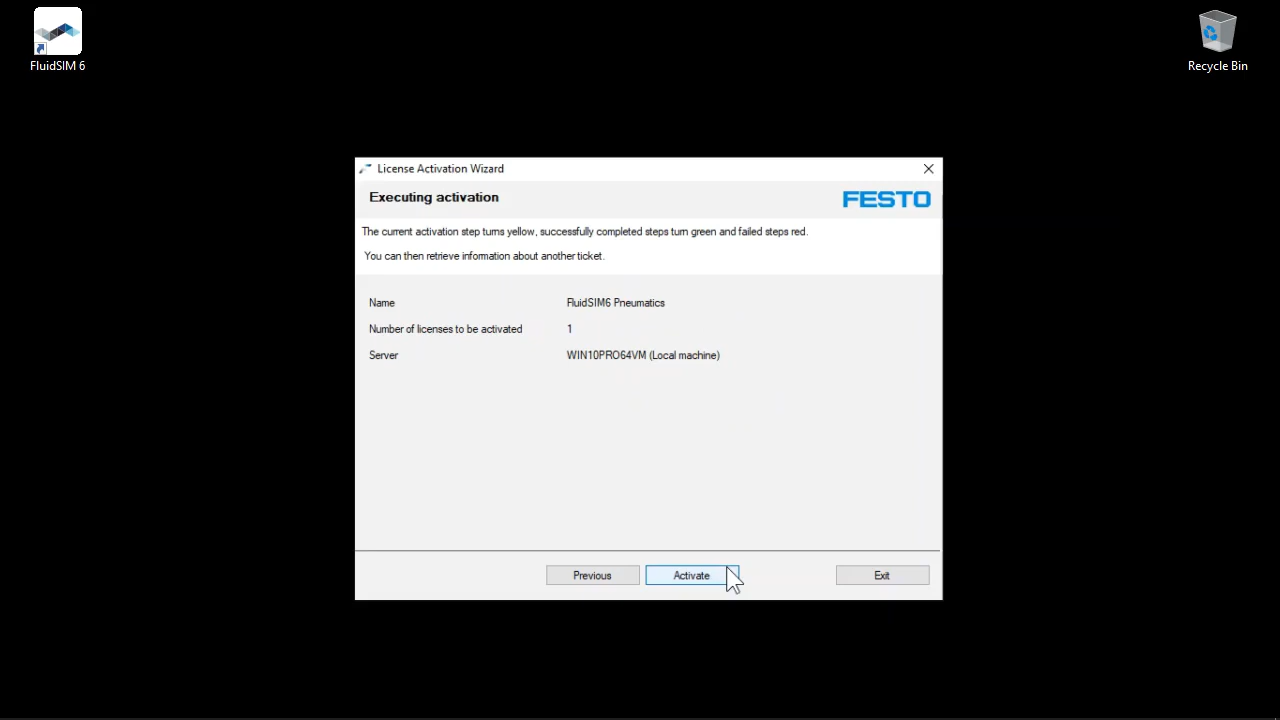 FluidSIM 6
Recycle Bin
License Activation Wizard
Executing activation
FESTO
The current activation step turns yellow, successfully completed steps turn green and failed steps red.
You can then retrieve information about another ticket.
Name FluidSIM6 Pneumatics
Number of licenses to be activated 1
Server WIN10PRO64VM (Local machine)
Previous Activate Exit